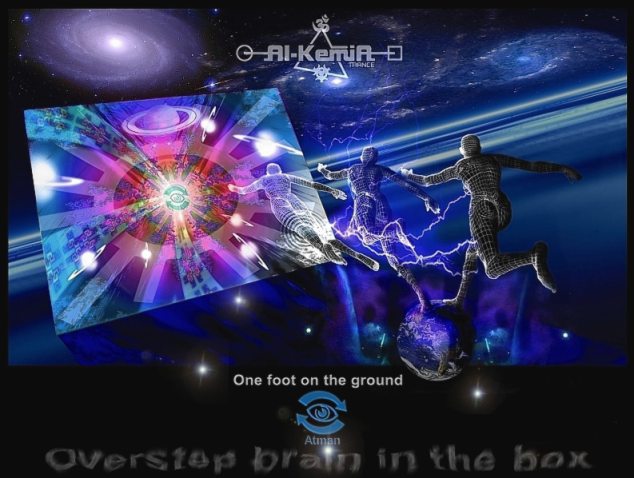 ॐ
Al-KemiA
TRANCE
One foot on the ground
Atman
Overstep brain in the box